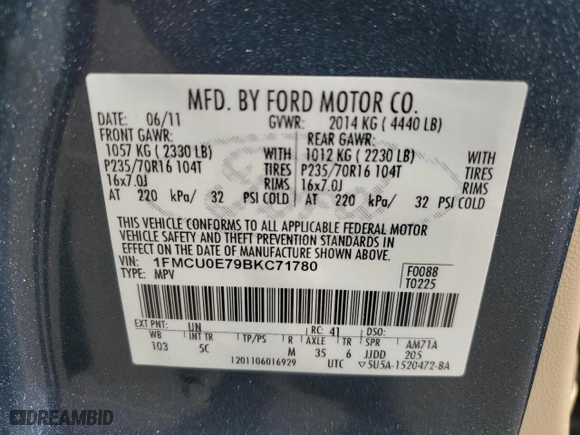 MFD. BY FORD MOTOR CO.
DATE: 06/11 GVWR: 2014 KG ( 4440 LB)
FRONT GAWR: REAR GAWR:
1057 KG ( 2330 LB) WITH 1012 KG ( 2230 LB) WITH
P235/70R16 104T TIRES P235/70R16 104T TIRES
16x7.0J RIMS 16x7.0J RIMS
AT 220 kPa/ 32 PSI COLD AT 220 kPa/ 32 PSI COLD
THIS VEHICLE CONFORMS TO ALL APPLICABLE FEDERAL MOTOR
VEHICLE SAFETY AND THEFT PREVENTION STANDARDS IN
EFFECT ON THE DATE OF MANUFACTURE SHOWN ABOVE.
VIN: 1FMCU0E79BKC71780 F0088
TYPE: MPV T0225
EXT PNT: UN RC: 41 DSO:
WB INT TR TP/PS R AXLE TR SPR AM71A
103 5C M 35 6 JJDD 205
1201106016929 UTC ▽5U5A-1520472-BA
Ford
© DREAMBID